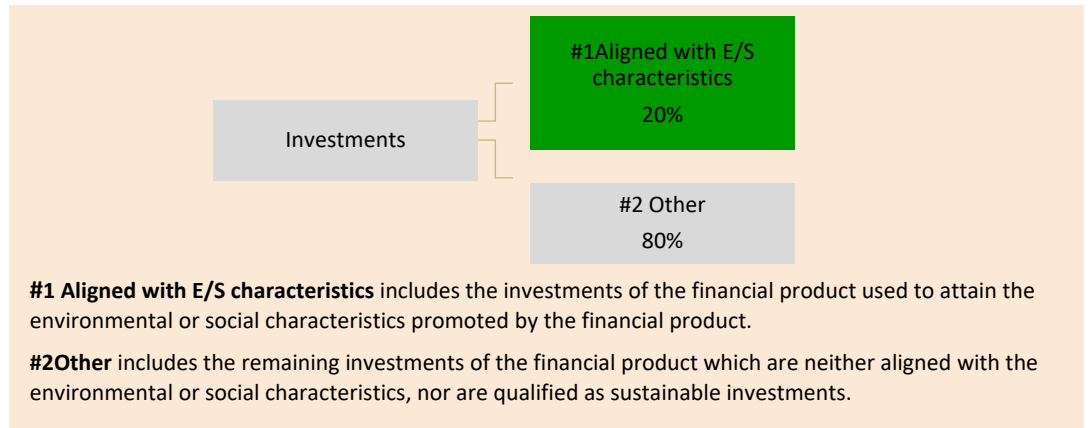 #1Aligned with E/S
characteristics
20%
Investments
#2 Other
80%
#1 Aligned with E/S characteristics includes the investments of the financial product used to attain the
environmental or social characteristics promoted by the financial product.
#2Other includes the remaining investments of the financial product which are neither aligned with the
environmental or social characteristics, nor are qualified as sustainable investments.